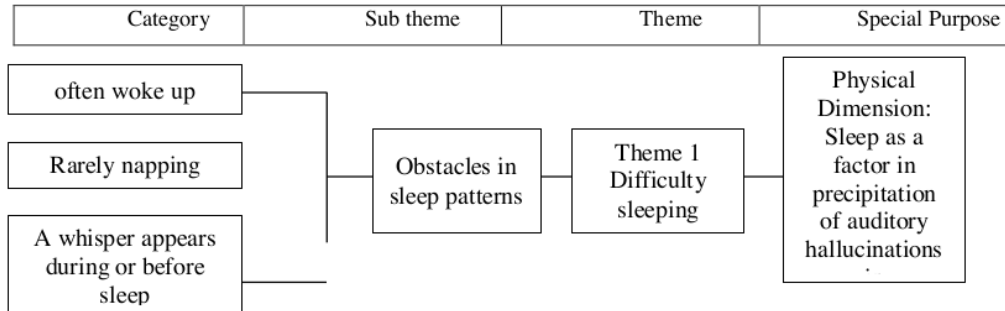 Category Sub theme Theme Special Purpose
often woke up
Rarely napping
A whisper appears
during or before
sleep
Obstacles in
sleep patterns
Theme 1
Difficulty
sleeping
Physical
Dimension:
Sleep as a
factor in
precipitation
of auditory
hallucinations